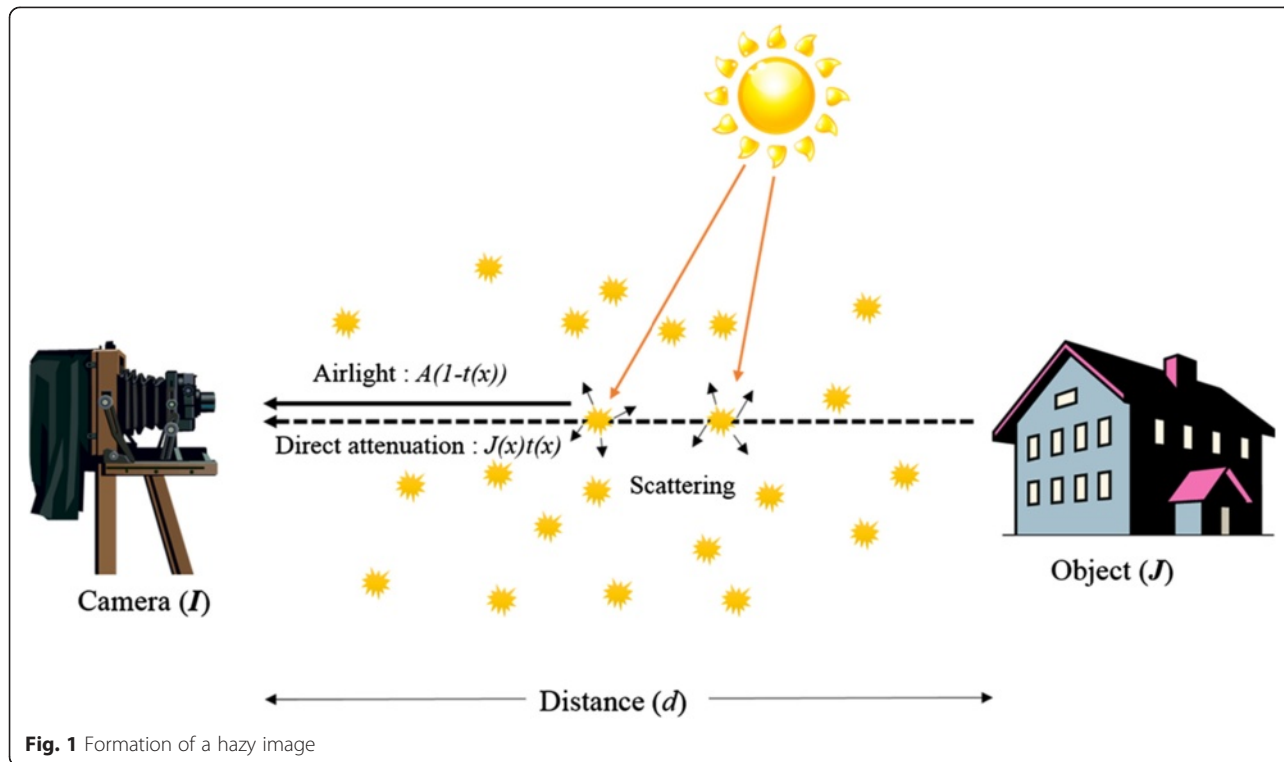 Airlight : A(1-t(x))
Direct attenuation : J(x)t(x)
Scattering
Camera (I)
Object (J)
Distance (d)
Fig. 1 Formation of a hazy image